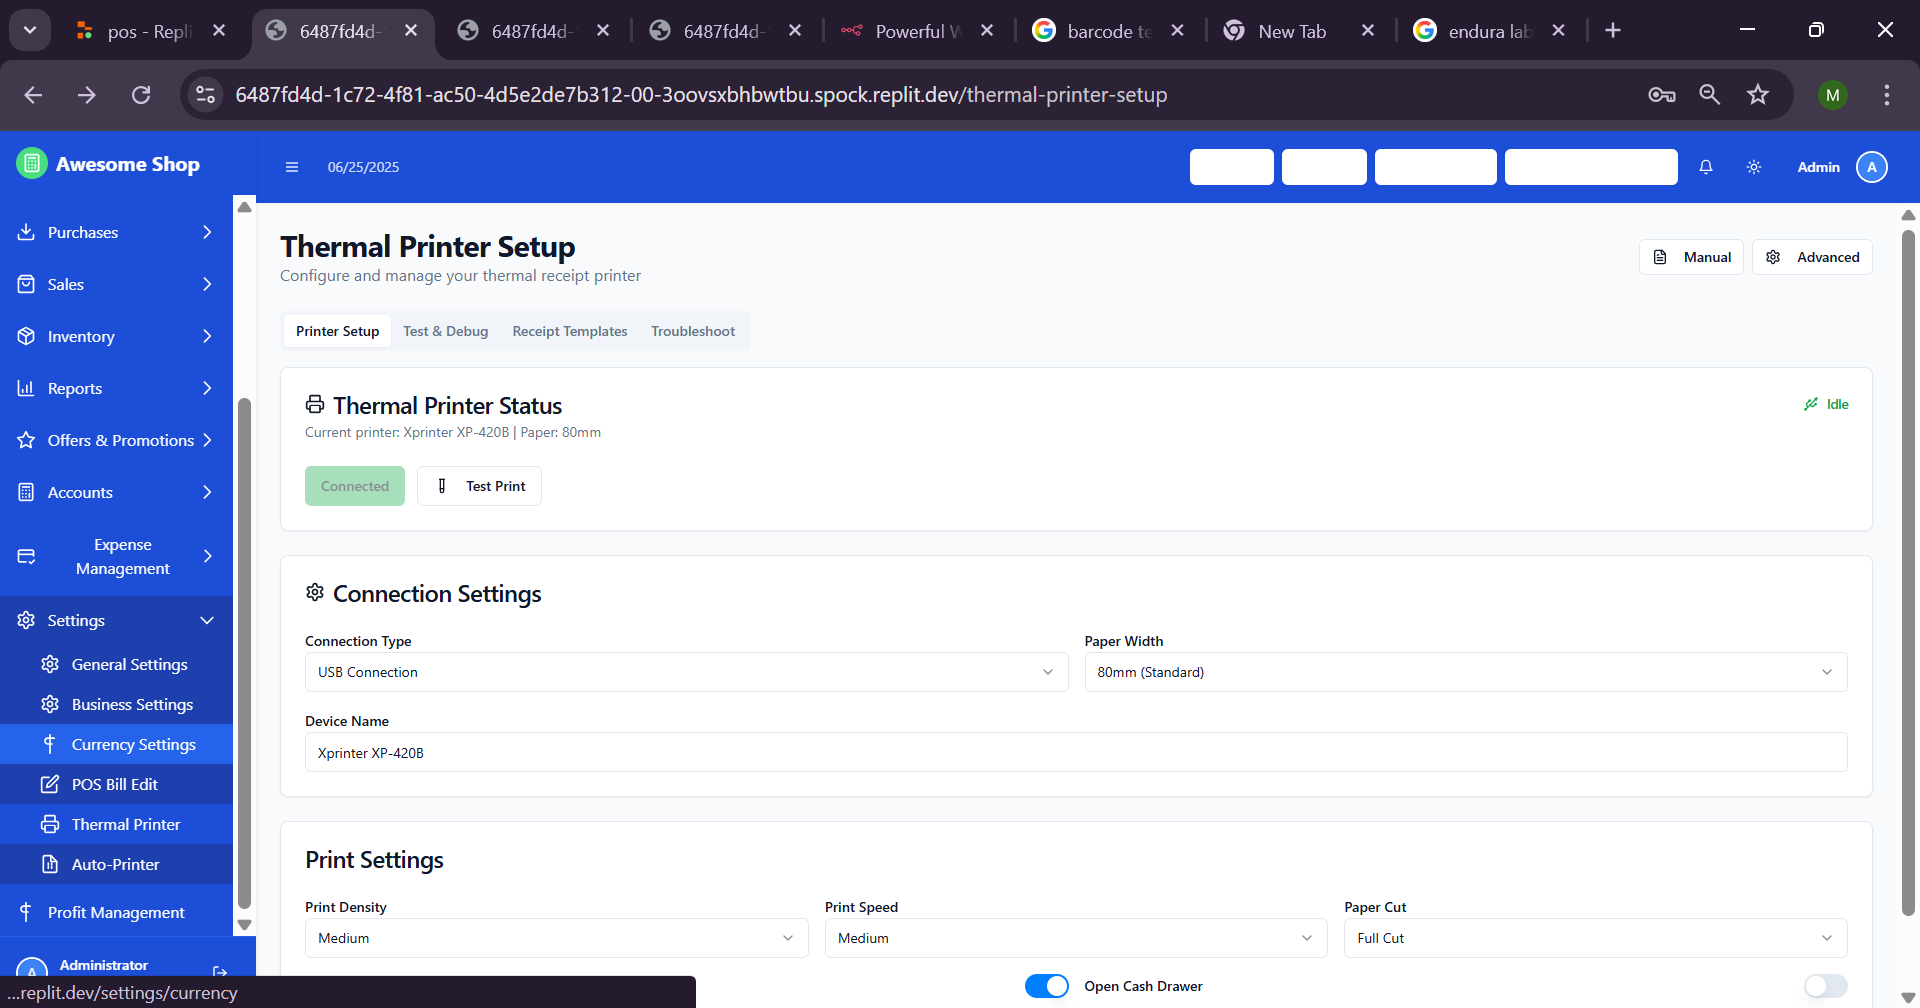 pos - Repli
6487fd4d-
6487fd4d-
6487fd4d-
Powerful W
barcode te
New Tab
endura lab
6487fd4d-1c72-4f81-ac50-4d5e2de7b312-00-3oovsxbhbwtbu.spock.replit.dev/thermal-printer-setup
M
Awesome Shop
06/25/2025
Admin
A
Purchases
Sales
Inventory
Reports
Offers & Promotions
Accounts
Expense
Management
Settings
General Settings
Business Settings
Currency Settings
POS Bill Edit
Thermal Printer
Auto-Printer
Profit Management
A
Administrator
...replit.dev/settings/currency
Thermal Printer Setup
Configure and manage your thermal receipt printer
Manual
Advanced
Printer Setup
Test & Debug
Receipt Templates
Troubleshoot
Thermal Printer Status
Idle
Current printer: Xprinter XP-420B | Paper: 80mm
Connected
Test Print
Connection Settings
Connection Type
Paper Width
USB Connection
80mm (Standard)
Device Name
Xprinter XP-420B
Print Settings
Print Density
Print Speed
Paper Cut
Medium
Medium
Full Cut
Open Cash Drawer